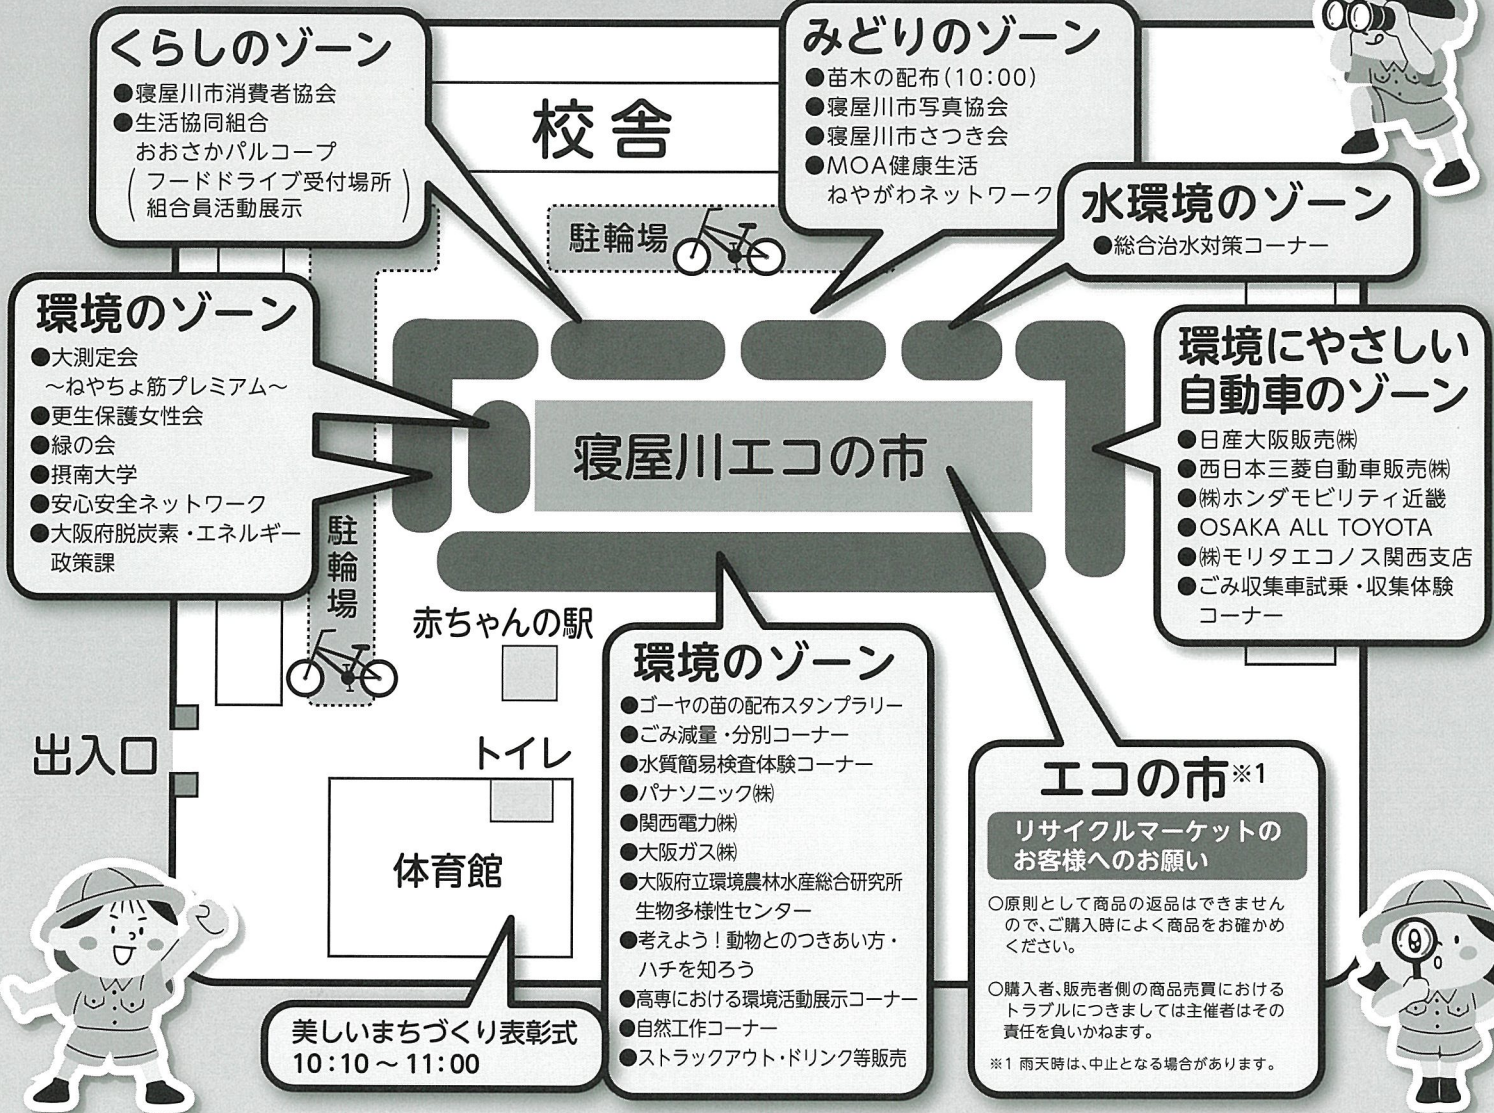 くらしのゾーン
●寝屋川市消費者協会
●生活協同組合
おおさかパルコープ
(フードドライブ受付場所
組合員活動展示)
みどりのゾーン
●苗木の配布(10:00)
●寝屋川市写真協会
●寝屋川市さつき会
●MOA健康生活
ねやがわネットワーク
校舎
水環境のゾーン
●総合治水対策コーナー
駐輪場
環境のゾーン
●大測定会
～ねやちょ筋プレミアム～
●更生保護女性会
●緑の会
●摂南大学
●安心安全ネットワーク
●大阪府脱炭素・エネルギー
政策課
環境にやさしい
自動車のゾーン
●日産大阪販売㈱
●西日本三菱自動車販売㈱
●㈱ホンダモビリティ近畿
●OSAKA ALL TOYOTA
●㈱モリタエコノス関西支店
●ごみ収集車試乗・収集体験
コーナー
寝屋川エコの市
駐輪場
赤ちゃんの駅
出入口
トイレ
体育館
美しいまちづくり表彰式
10:10～11:00
環境のゾーン
●ゴーヤの苗の配布スタンプラリー
●ごみ減量・分別コーナー
●水質簡易検査体験コーナー
●パナソニック㈱
●関西電力㈱
●大阪ガス㈱
●大阪府立環境農林水産総合研究所
生物多様性センター
●考えよう！動物とのつきあい方・
ハチを知ろう
●高専における環境活動展示コーナー
●自然工作コーナー
●ストラックアウト・ドリンク等販売
エコの市※1
リサイクルマーケットの
お客様へのお願い
○原則として商品の返品はできません
ので、ご購入時によく商品をお確かめ
ください。
○購入者、販売者側の商品売買における
トラブルにつきましては主催者はその
責任を負いかねます。
※1 雨天時は、中止となる場合があります。